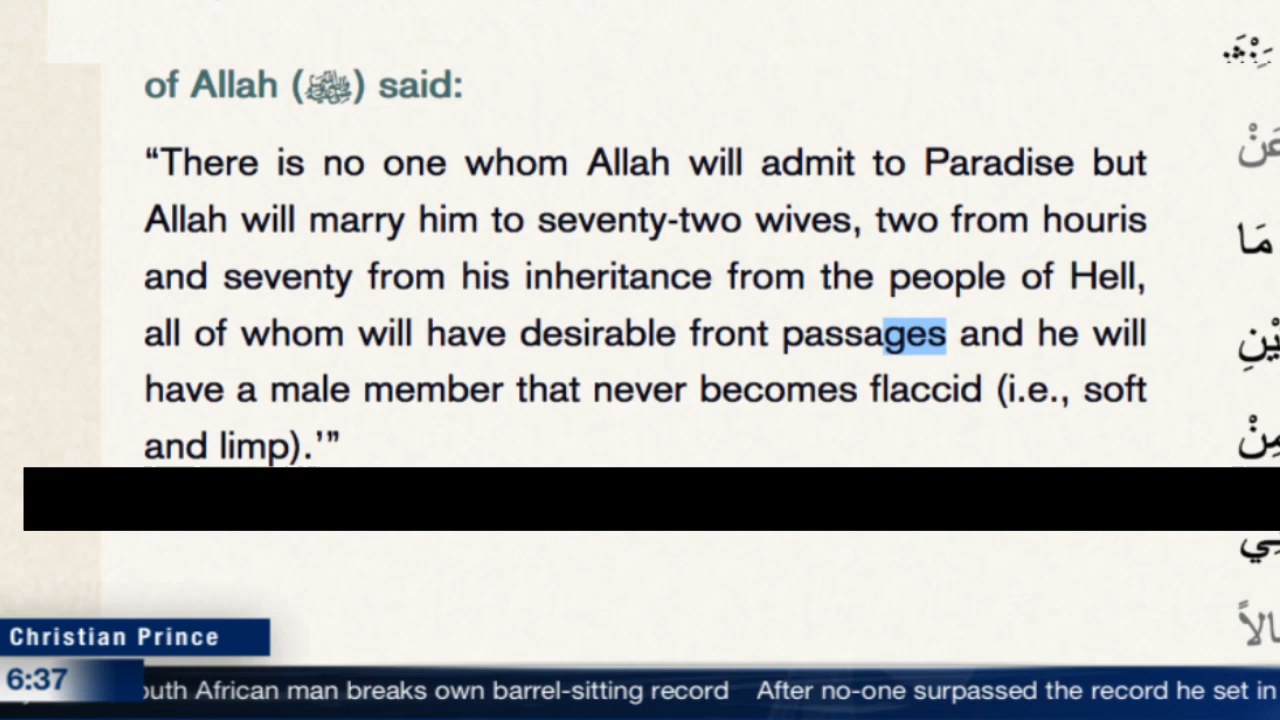 of Allah (ﷺ) said:
“There is no one whom Allah will admit to Paradise but
Allah will marry him to seventy-two wives, two from houris
and seventy from his inheritance from the people of Hell,
all of whom will have desirable front passages and he will
have a male member that never becomes flaccid (i.e., soft
and limp).’”
عَنْ
مَا
مِنْ
Christian Prince
6:37
outh African man breaks own barrel-sitting record After no-one surpassed the record he set in